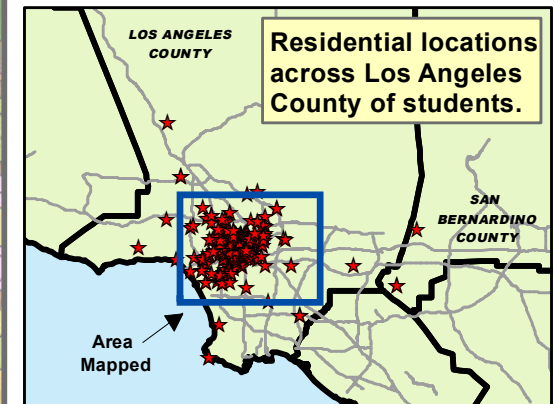 LOS ANGELES
COUNTY
Residential locations
across Los Angeles
County of students.
SAN
BERNARDINO
COUNTY
Area
Mapped